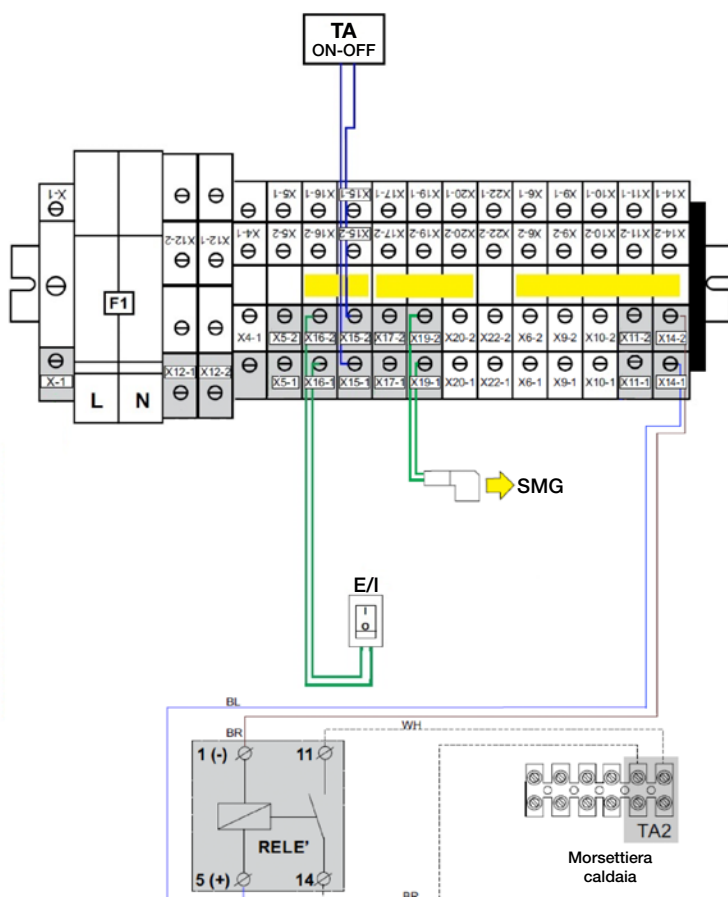 TA
ON-OFF
X-1 X5-1 X16-1 X15-1 X17-1 X19-1 X20-1 X22-1 X6-1 X9-1 X10-1 X11-1 X14-1
X12-2 X12-1 X4-1 X5-2 X16-2 X15-2 X17-2 X19-2 X20-2 X22-2 X6-2 X9-2 X10-2 X11-2 X14-2
F1
X4-1 X5-2 X16-2 X15-2 X17-2 X19-2 X20-2 X22-2 X6-2 X9-2 X10-2 X11-2 X14-2
X-1 L N X12-1 X12-2 X5-1 X16-1 X15-1 X17-1 X19-1 X20-1 X22-1 X6-1 X9-1 X10-1 X11-1 X14-1
SMG
E/I
I
O
BL
BR
WH
1 (-) 11
RELE'
5 (+) 14
TA2
Morsettiera
caldaia
BR